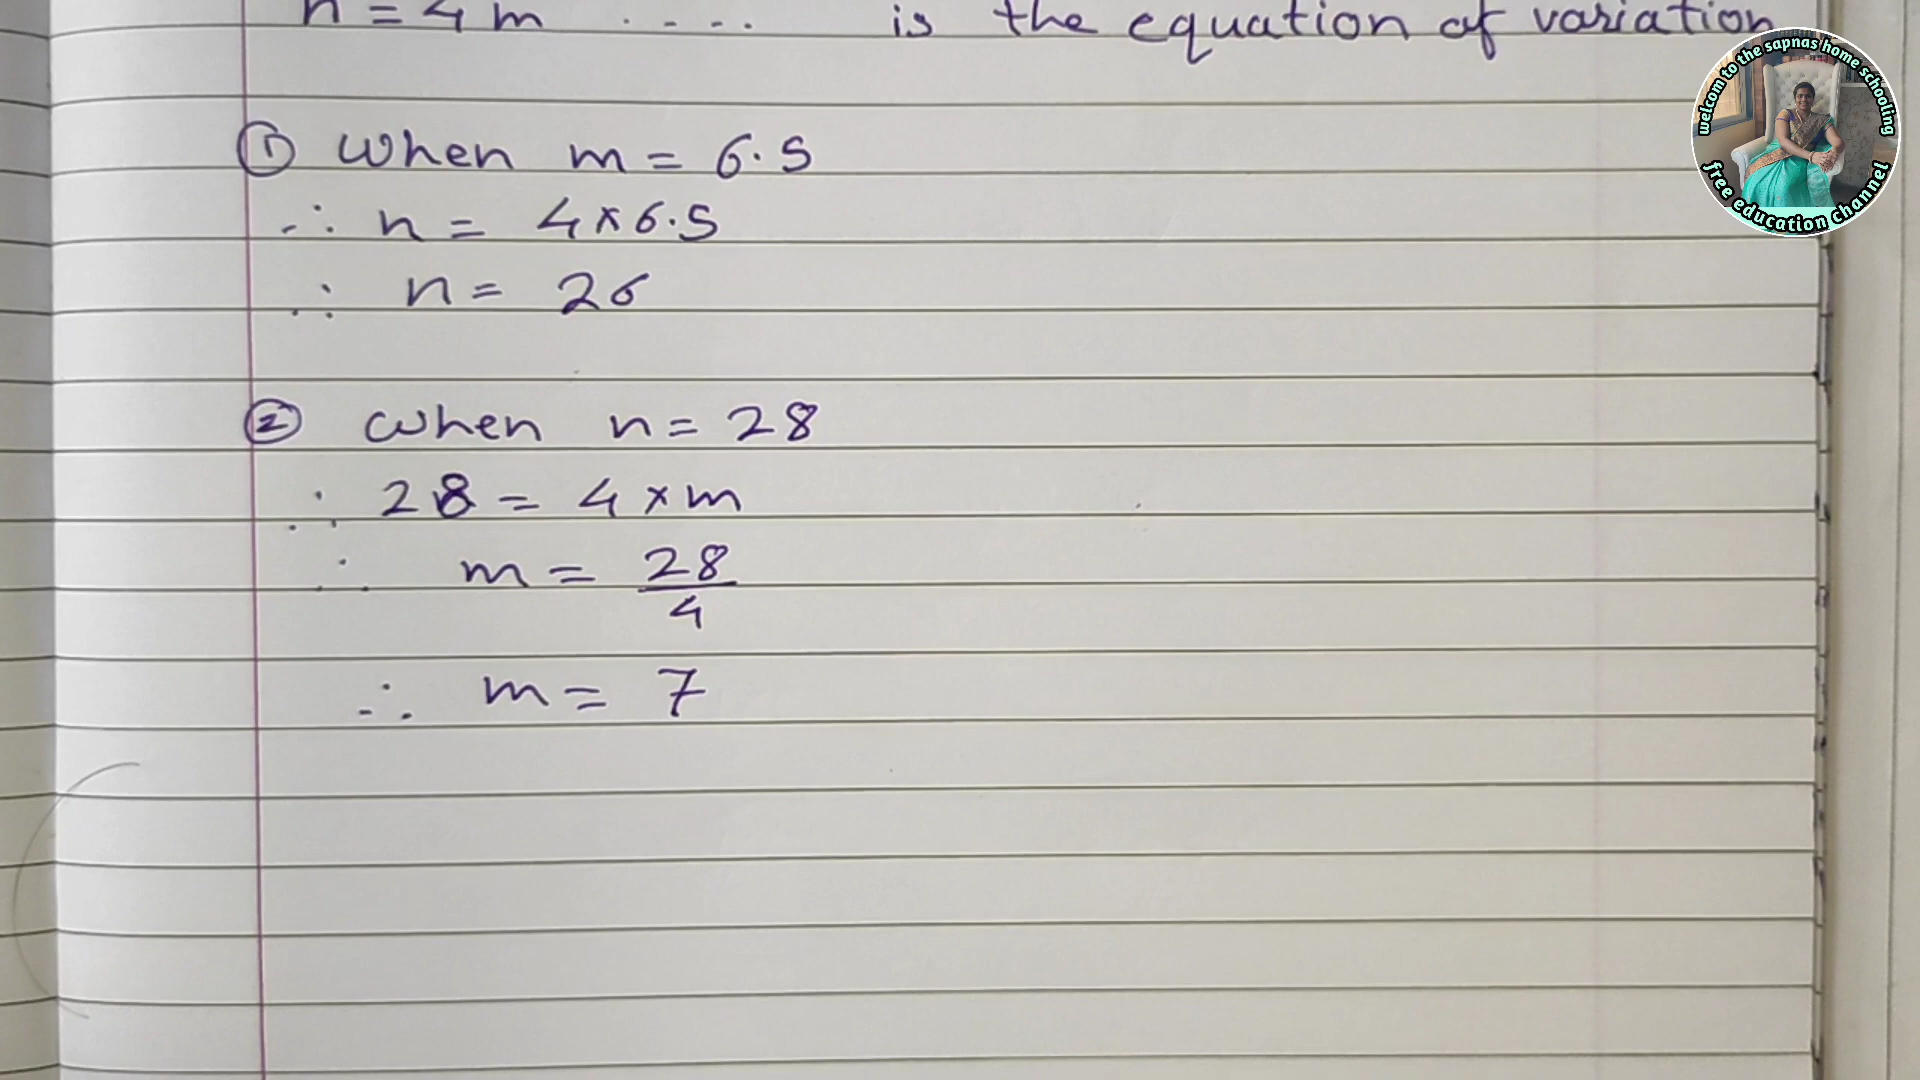 n = 4 m .... is the equation of variation
① when m = 6.5
∴ n = 4×6.5
∴ n = 26
② when n = 28
∴ 28 = 4 × m
∴ m = 28/4
∴ m = 7
welcom to the sapnas home schooling
free education channel